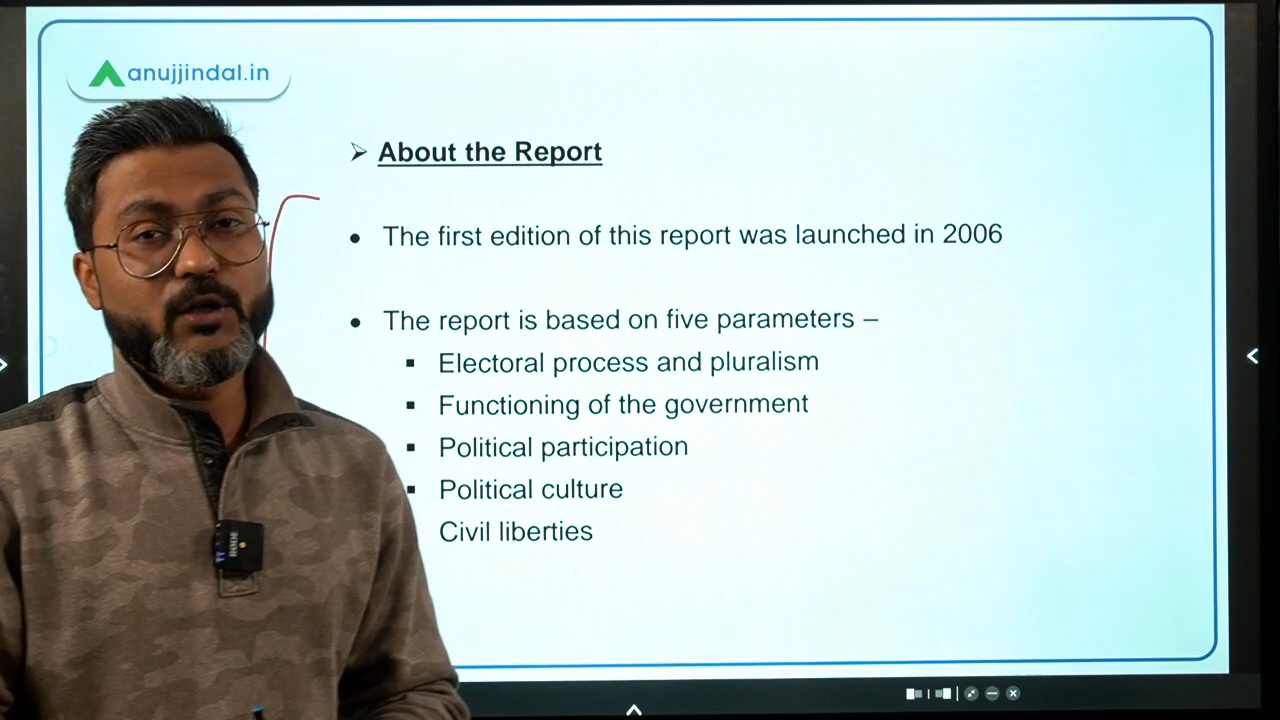 anujjindal.in
➢ About the Report
• The first edition of this report was launched in 2006
• The report is based on five parameters –
▪ Electoral process and pluralism
▪ Functioning of the government
▪ Political participation
▪ Political culture
Civil liberties
RODE